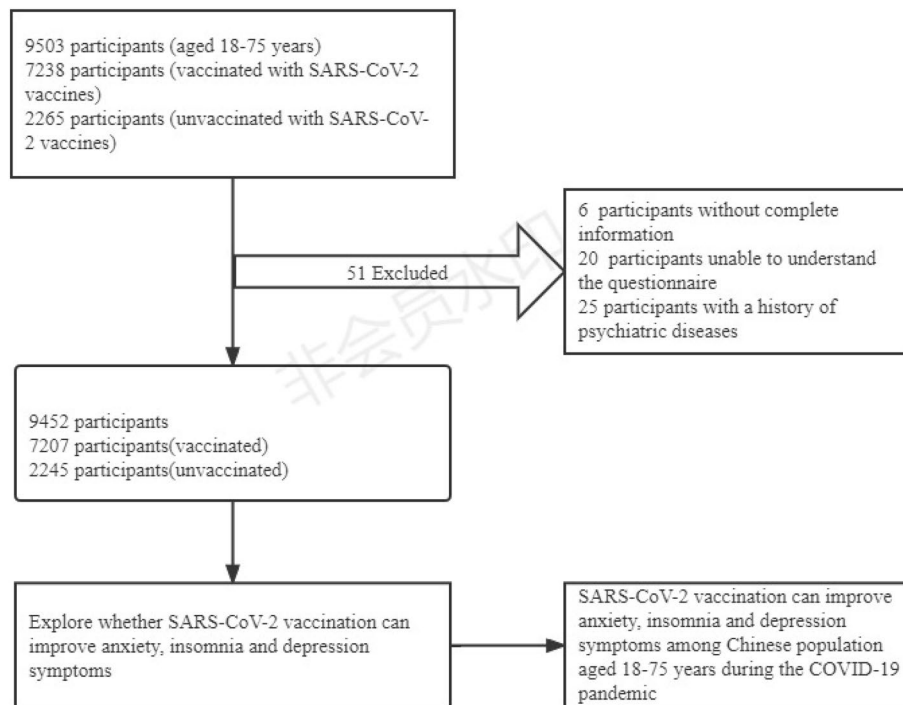 9503 participants (aged 18-75 years)
7238 participants (vaccinated with SARS-CoV-2
vaccines)
2265 participants (unvaccinated with SARS-CoV-
2 vaccines)
6 participants without complete
information
20 participants unable to understand
the questionnaire
25 participants with a history of
psychiatric diseases
51 Excluded
非会员水印
9452 participants
7207 participants(vaccinated)
2245 participants(unvaccinated)
Explore whether SARS-CoV-2 vaccination can
improve anxiety, insomnia and depression
symptoms
SARS-CoV-2 vaccination can improve
anxiety, insomnia and depression
symptoms among Chinese population
aged 18-75 years during the COVID-19
pandemic